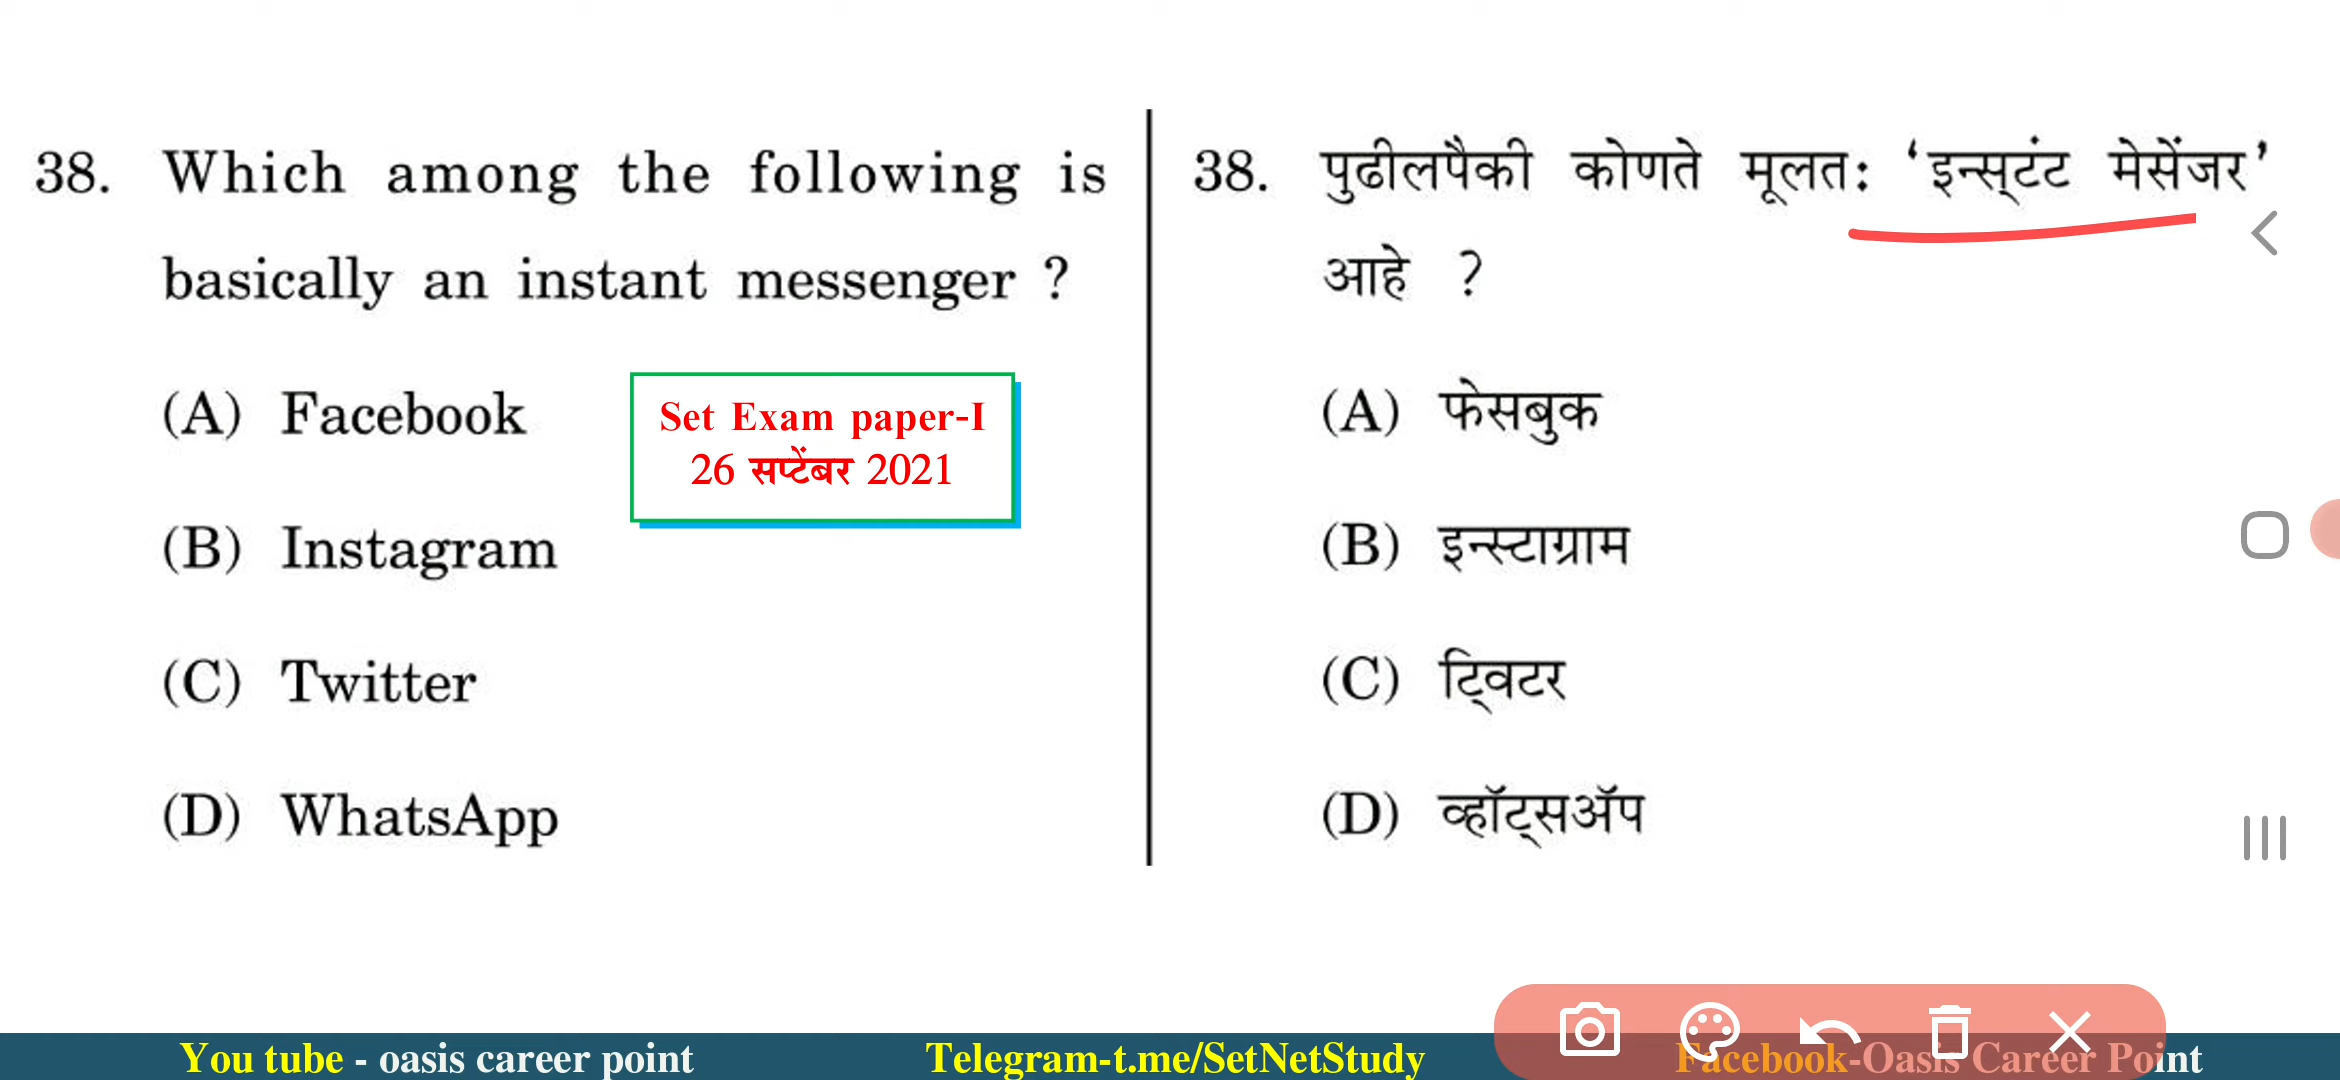 38. Which among the following is
basically an instant messenger ?
(A) Facebook
(B) Instagram
(C) Twitter
(D) WhatsApp
Set Exam paper-I
26 सप्टेंबर 2021
38. पुढीलपैकी कोणते मूलतः ‘इन्स्टंट मेसेंजर’
आहे ?
(A) फेसबुक
(B) इन्स्टाग्राम
(C) ट्विटर
(D) व्हॉट्सॲप
You tube - oasis career point
Telegram-t.me/SetNetStudy
Facebook-Oasis Career Point